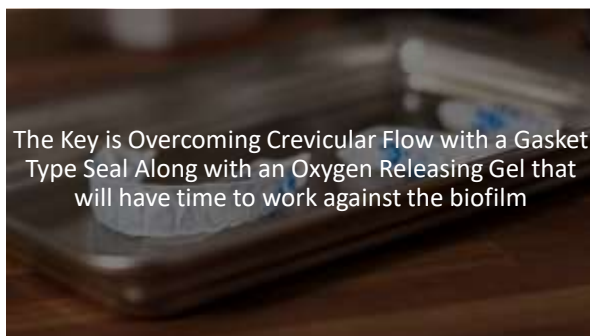 The Key is Overcoming Crevicular Flow with a Gasket
Type Seal Along with an Oxygen Releasing Gel that
will have time to work against the biofilm